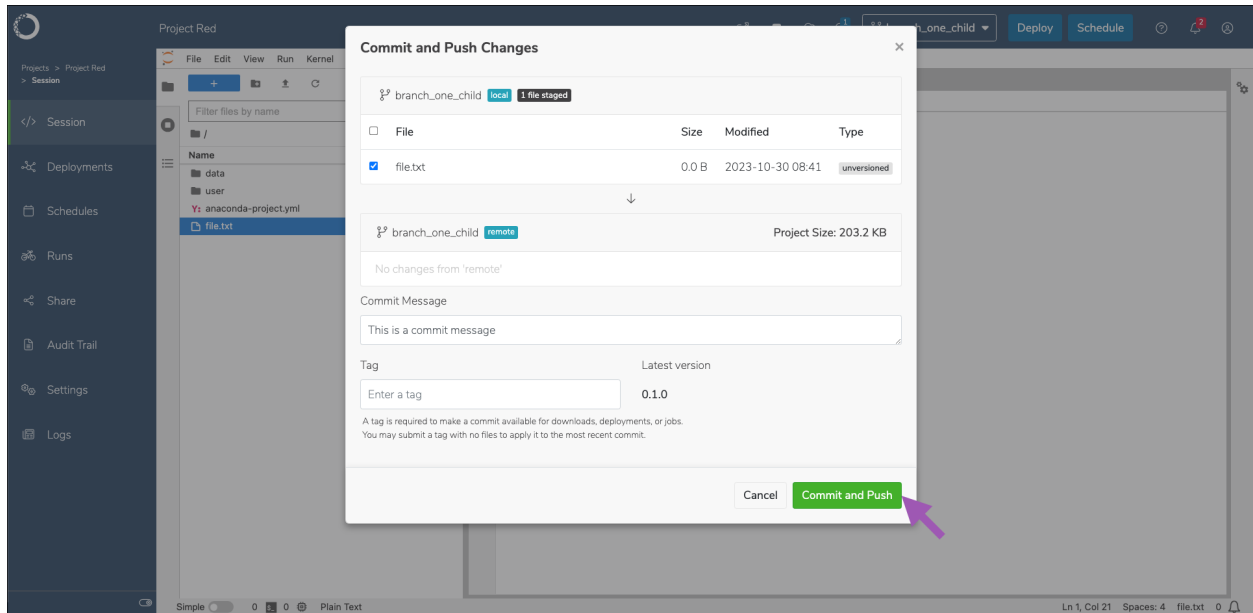 Project Red
1
h_one_child
Deploy
Schedule
2
Projects > Project Red
> Session
Session
Deployments
Schedules
Runs
Share
Audit Trail
Settings
Logs
File Edit View Run Kernel
+
Filter files by name
/
Name
data
user
Y: anaconda-project.yml
file.txt
Commit and Push Changes
×
branch_one_child local 1 file staged
File Size Modified Type
file.txt 0.0 B 2023-10-30 08:41 unversioned
branch_one_child remote Project Size: 203.2 KB
No changes from 'remote'
Commit Message
This is a commit message
Tag Latest version
Enter a tag 0.1.0
A tag is required to make a commit available for downloads, deployments, or jobs.
You may submit a tag with no files to apply it to the most recent commit.
Cancel Commit and Push
Simple 0 0 Plain Text Ln 1, Col 21 Spaces: 4 file.txt 0